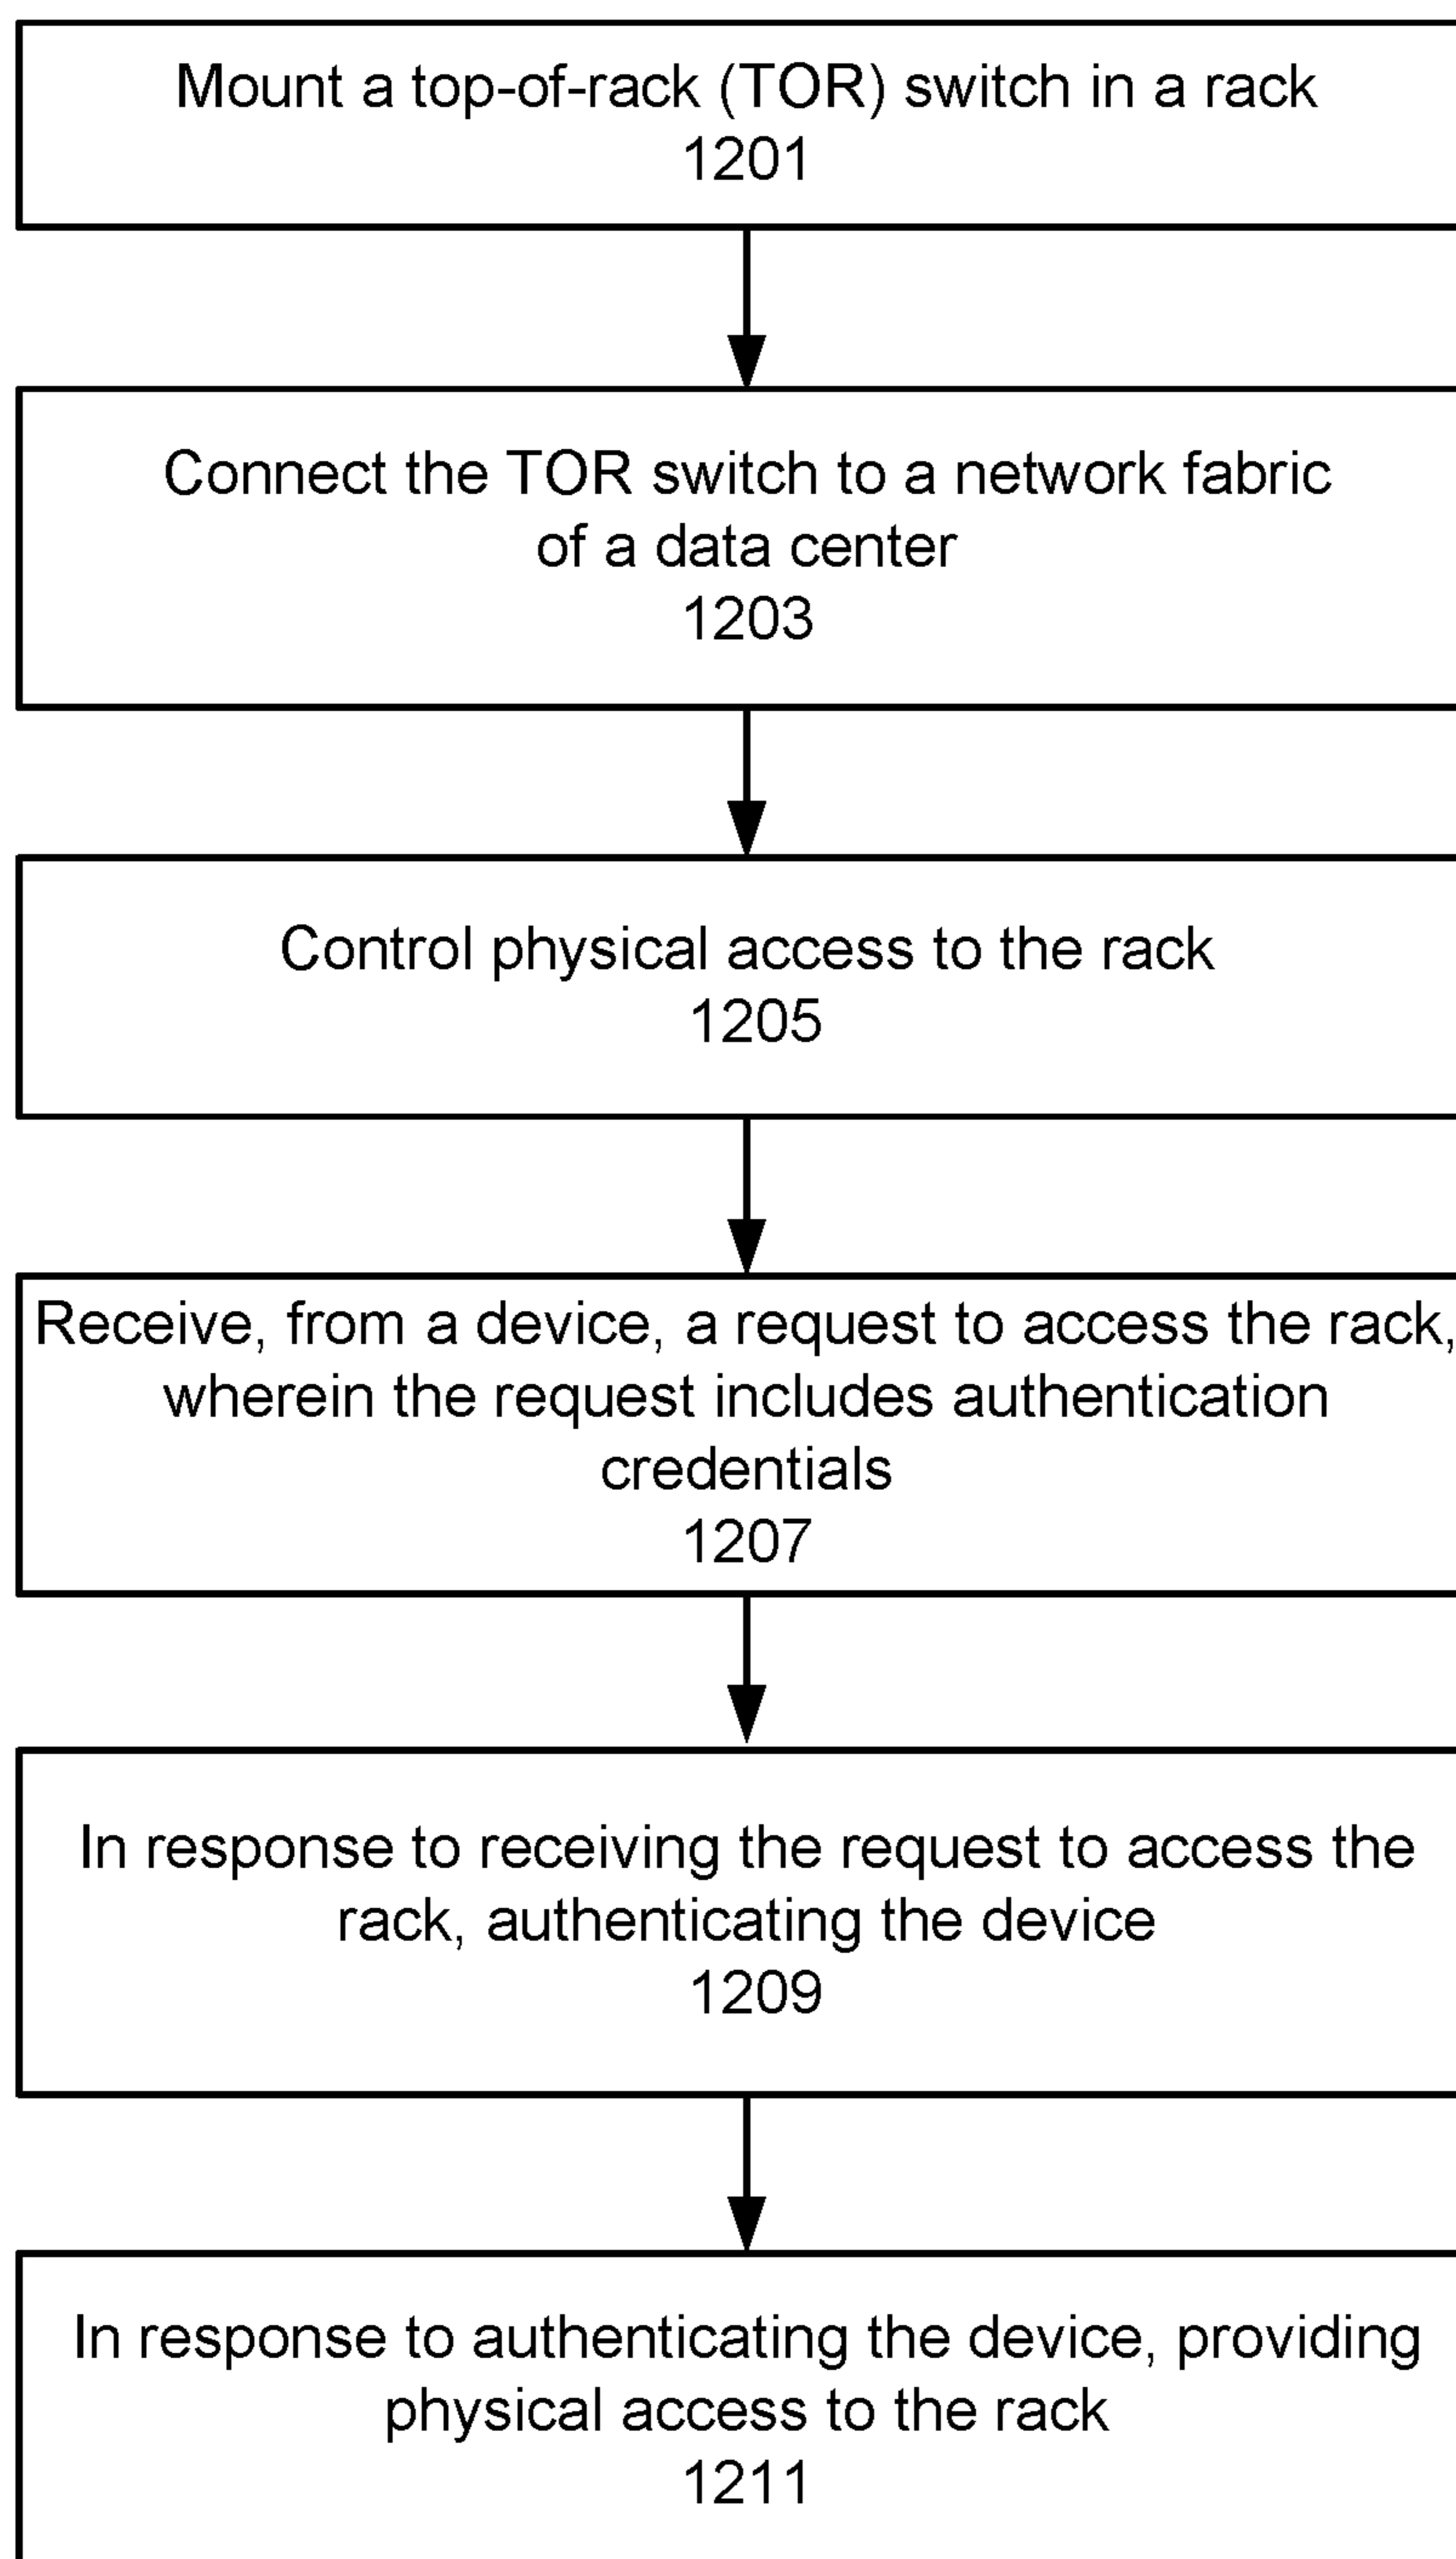 Mount a top-of-rack (TOR) switch in a rack
1201
Connect the TOR switch to a network fabric
of a data center
1203
Control physical access to the rack
1205
Receive, from a device, a request to access the rack,
wherein the request includes authentication
credentials
1207
In response to receiving the request to access the
rack, authenticating the device
1209
In response to authenticating the device, providing
physical access to the rack
1211